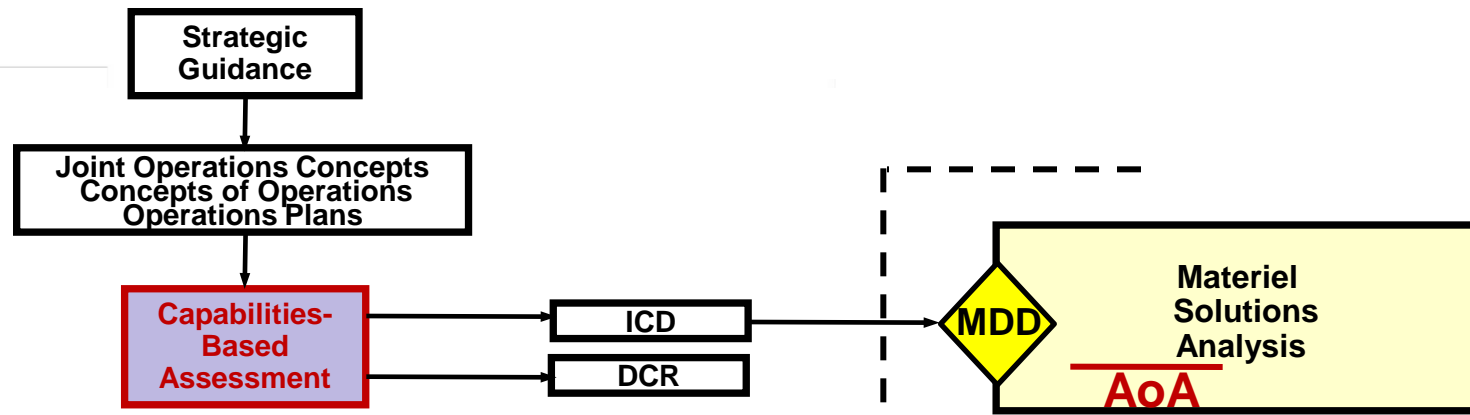 Strategic
Guidance
Joint Operations Concepts
Concepts of Operations
Operations Plans
Capabilities-
Based
Assessment
ICD
DCR
MDD
Materiel
Solutions
Analysis
AoA